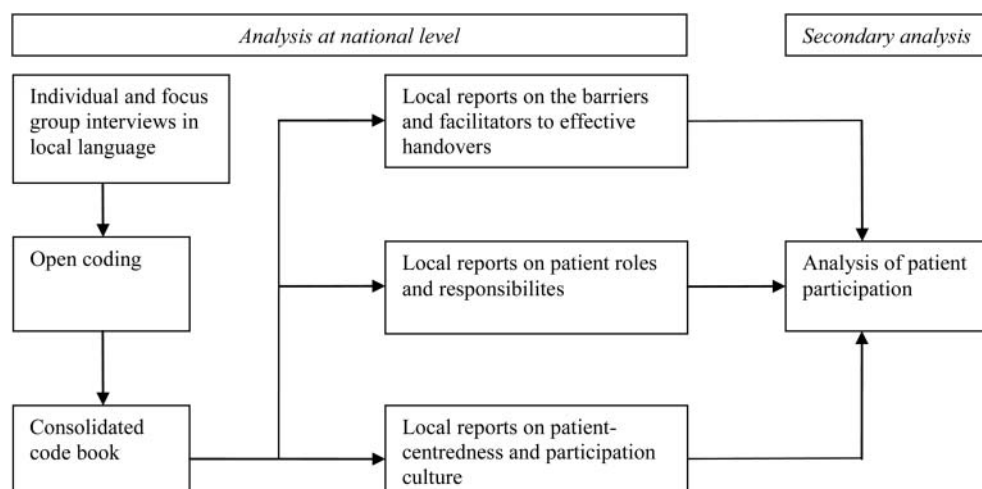 Analysis at national level
Secondary analysis
Individual and focus
group interviews in
local language
Local reports on the barriers
and facilitators to effective
handovers
Open coding
Local reports on patient roles
and responsibilites
Analysis of patient
participation
Consolidated
code book
Local reports on patient-
centredness and participation
culture